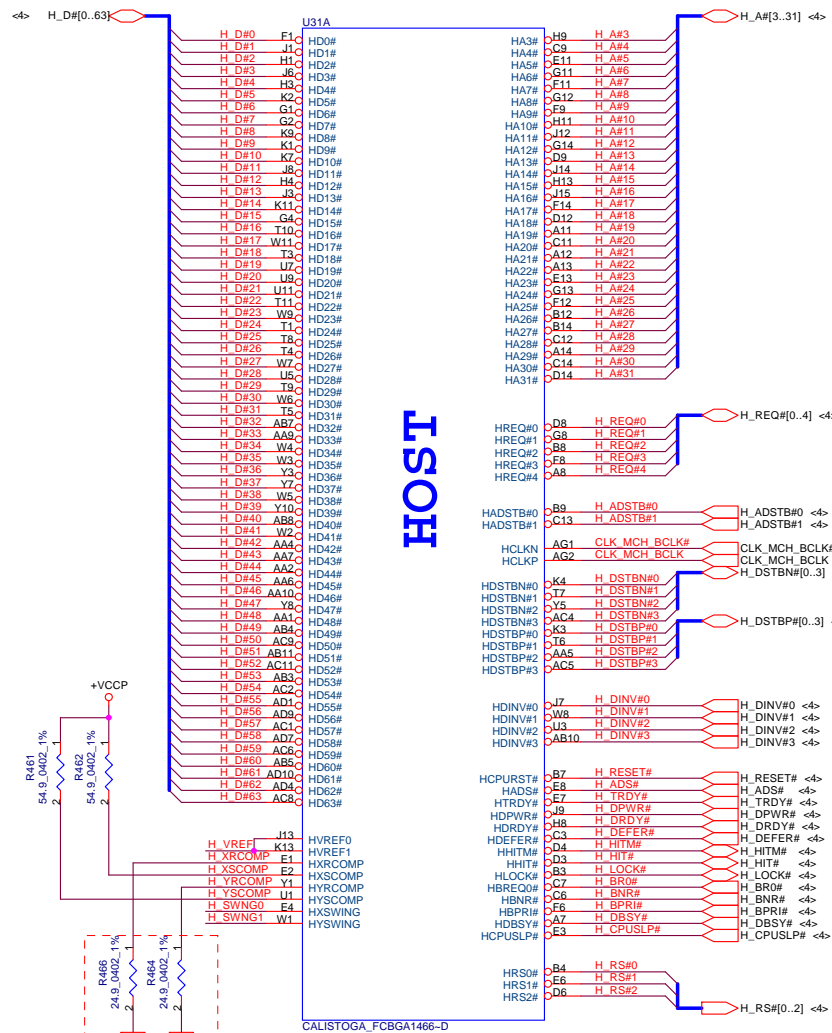 <4> H_D#[0..63]
U31A
H_D#0 F1 HD0#
H_D#1 J1 HD1#
H_D#2 H1 HD2#
H_D#3 J6 HD3#
H_D#4 H3 HD4#
H_D#5 K2 HD5#
H_D#6 G1 HD6#
H_D#7 G2 HD7#
H_D#8 K9 HD8#
H_D#9 K1 HD9#
H_D#10 K7 HD10#
H_D#11 J8 HD11#
H_D#12 H4 HD12#
H_D#13 J3 HD13#
H_D#14 K11 HD14#
H_D#15 G4 HD15#
H_D#16 T10 HD16#
H_D#17 W11 HD17#
H_D#18 T3 HD18#
H_D#19 U7 HD19#
H_D#20 U9 HD20#
H_D#21 U11 HD21#
H_D#22 T11 HD22#
H_D#23 W9 HD23#
H_D#24 T1 HD24#
H_D#25 T8 HD25#
H_D#26 T4 HD26#
H_D#27 W7 HD27#
H_D#28 U5 HD28#
H_D#29 T9 HD29#
H_D#30 W6 HD30#
H_D#31 T5 HD31#
H_D#32 AB7 HD32#
H_D#33 AA9 HD33#
H_D#34 W4 HD34#
H_D#35 W3 HD35#
H_D#36 Y3 HD36#
H_D#37 Y7 HD37#
H_D#38 W5 HD38#
H_D#39 Y10 HD39#
H_D#40 AB8 HD40#
H_D#41 W2 HD41#
H_D#42 AA4 HD42#
H_D#43 AA7 HD43#
H_D#44 AA2 HD44#
H_D#45 AA6 HD45#
H_D#46 AA10 HD46#
H_D#47 Y8 HD47#
H_D#48 AA1 HD48#
H_D#49 AB4 HD49#
H_D#50 AC9 HD50#
H_D#51 AB11 HD51#
H_D#52 AC11 HD52#
H_D#53 AB3 HD53#
H_D#54 AC2 HD54#
H_D#55 AD1 HD55#
H_D#56 AD9 HD56#
H_D#57 AC1 HD57#
H_D#58 AD7 HD58#
H_D#59 AC6 HD59#
H_D#60 AB5 HD60#
H_D#61 AD10 HD61#
H_D#62 AD4 HD62#
H_D#63 AC8 HD63#
+VCCP
R461
54.9_0402_1%
1
2
R462
54.9_0402_1%
1
2
J13 HVREF0
H_VREF K13 HVREF1
H_XRCOMP E1 HXRCOMP
H_XSCOMP E2 HXSCOMP
H_YRCOMP Y1 HYRCOMP
H_YSCOMP U1 HYSCOMP
H_SWNG0 E4 HXSWING
H_SWNG1 W1 HYSWING
R466
24.9_0402_1%
1
2
R464
24.9_0402_1%
1
2
HOST
H_A#[3..31] <4>
HA3# H9 H_A#3
HA4# C9 H_A#4
HA5# E11 H_A#5
HA6# G11 H_A#6
HA7# F11 H_A#7
HA8# G12 H_A#8
HA9# F9 H_A#9
HA10# H11 H_A#10
HA11# J12 H_A#11
HA12# G14 H_A#12
HA13# D9 H_A#13
HA14# J14 H_A#14
HA15# H13 H_A#15
HA16# J15 H_A#16
HA17# F14 H_A#17
HA18# D12 H_A#18
HA19# A11 H_A#19
HA20# C11 H_A#20
HA21# A12 H_A#21
HA22# A13 H_A#22
HA23# E13 H_A#23
HA24# G13 H_A#24
HA25# F12 H_A#25
HA26# B12 H_A#26
HA27# B14 H_A#27
HA28# C12 H_A#28
HA29# A14 H_A#29
HA30# C14 H_A#30
HA31# D14 H_A#31
HREQ#0 D8 H_REQ#0 H_REQ#[0..4] <4>
HREQ#1 G8 H_REQ#1
HREQ#2 B8 H_REQ#2
HREQ#3 F8 H_REQ#3
HREQ#4 A8 H_REQ#4
HADSTB#0 B9 H_ADSTB#0 H_ADSTB#0 <4>
HADSTB#1 C13 H_ADSTB#1 H_ADSTB#1 <4>
HCLKN AG1 CLK_MCH_BCLK# CLK_MCH_BCLK#
HCLKP AG2 CLK_MCH_BCLK CLK_MCH_BCLK
H_DSTBN#[0..3]
HDSTBN#0 K4 H_DSTBN#0
HDSTBN#1 T7 H_DSTBN#1
HDSTBN#2 Y5 H_DSTBN#2
HDSTBN#3 AC4 H_DSTBN#3
HDSTBP#0 K3 H_DSTBP#0 H_DSTBP#[0..3]
HDSTBP#1 T6 H_DSTBP#1
HDSTBP#2 AA5 H_DSTBP#2
HDSTBP#3 AC5 H_DSTBP#3
HDINV#0 J7 H_DINV#0 H_DINV#0 <4>
HDINV#1 W8 H_DINV#1 H_DINV#1 <4>
HDINV#2 U3 H_DINV#2 H_DINV#2 <4>
HDINV#3 AB10 H_DINV#3 H_DINV#3 <4>
HCPURST# B7 H_RESET# H_RESET# <4>
HADS# E8 H_ADS# H_ADS# <4>
HTRDY# E7 H_TRDY# H_TRDY# <4>
HDPWR# J9 H_DPWR# H_DPWR# <4>
HDRDY# H8 H_DRDY# H_DRDY# <4>
HDEFER# C3 H_DEFER# H_DEFER# <4>
HHITM# D4 H_HITM# H_HITM# <4>
HHIT# D3 H_HIT# H_HIT# <4>
HLOCK# B3 H_LOCK# H_LOCK# <4>
HBREQ0# C7 H_BR0# H_BR0# <4>
HBNR# C6 H_BNR# H_BNR# <4>
HBPRI# F6 H_BPRI# H_BPRI# <4>
HDBSY# A7 H_DBSY# H_DBSY# <4>
HCPUSLP# E3 H_CPUSLP# H_CPUSLP# <4>
HRS0# B4 H_RS#0
HRS1# E6 H_RS#1
HRS2# D6 H_RS#2
H_RS#[0..2] <4>
CALISTOGA_FCBGA1466~D